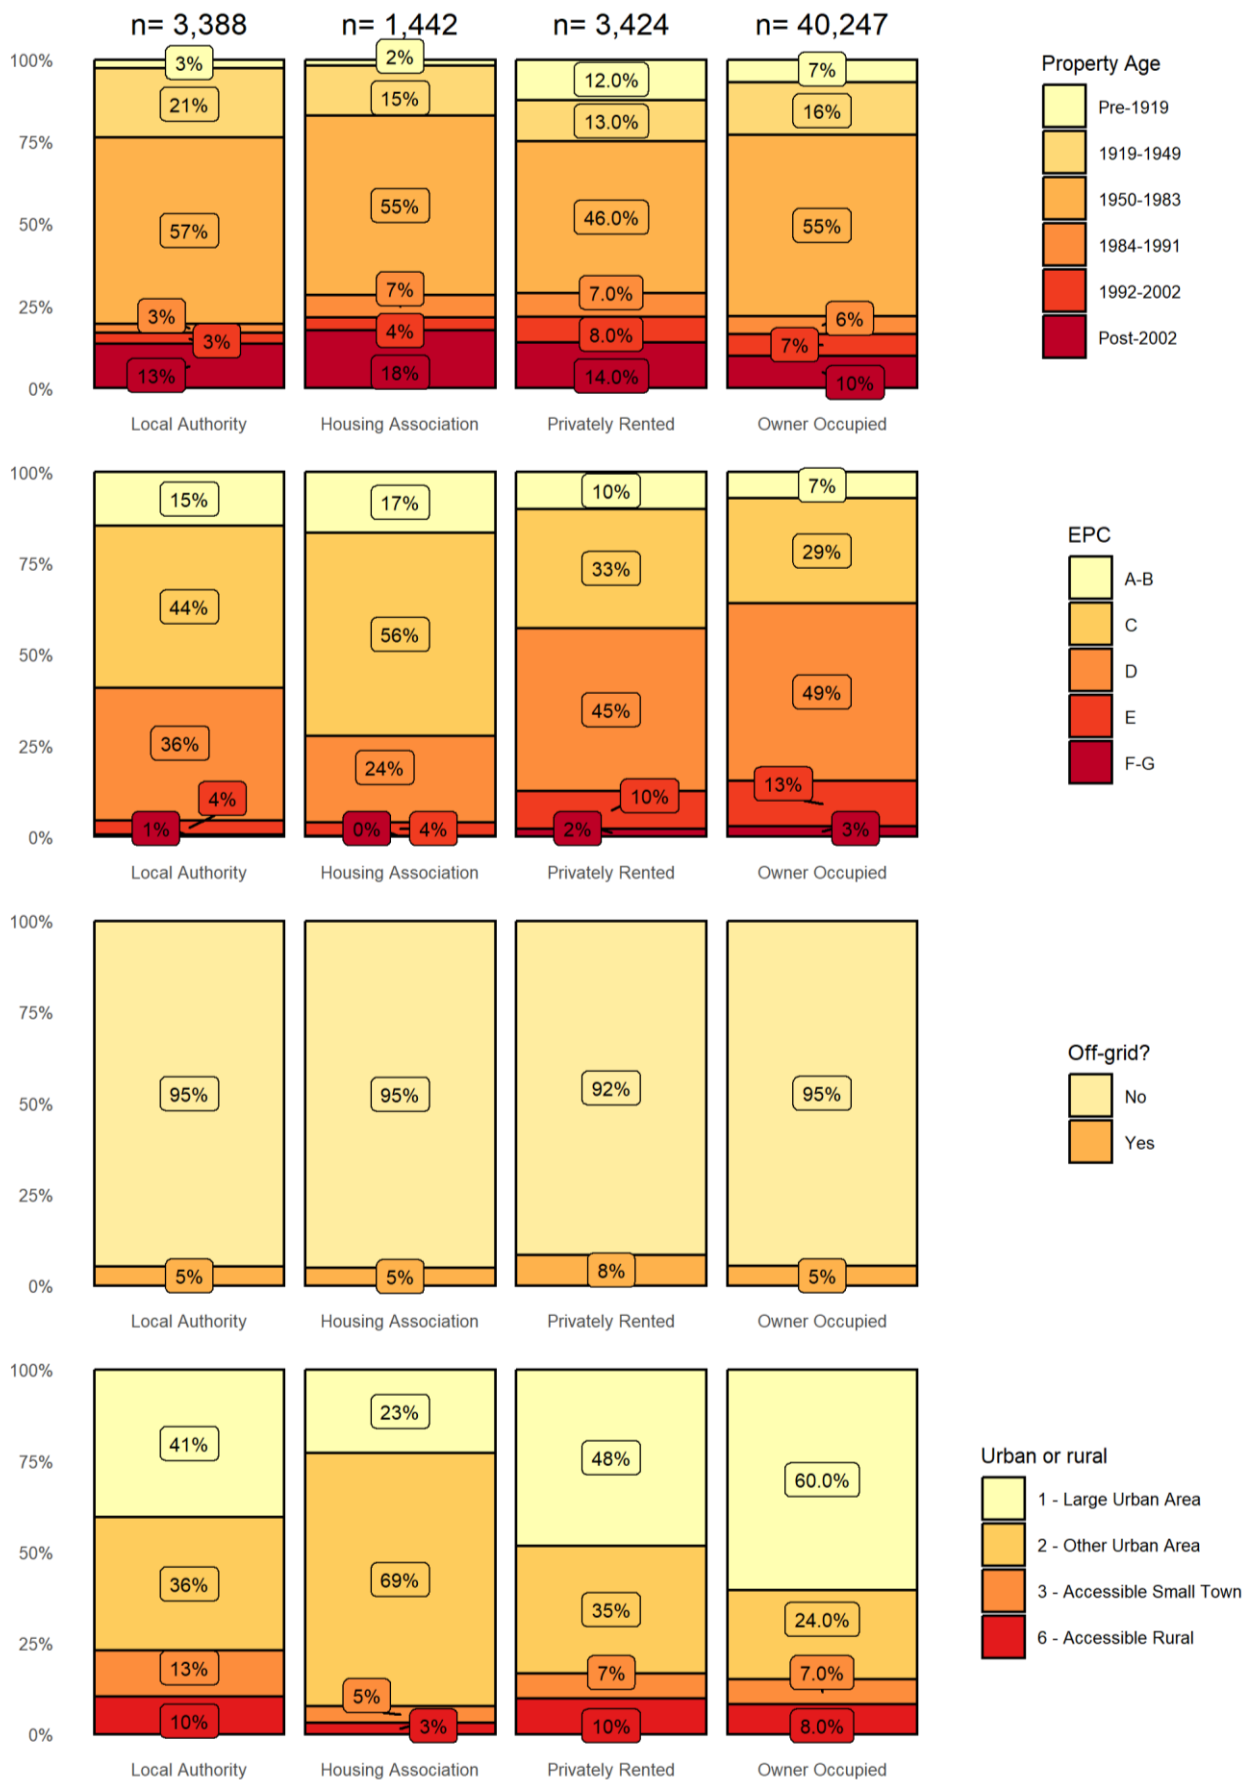 n= 3,388
n= 1,442
n= 3,424
n= 40,247
100%
75%
50%
25%
0%
3%
21%
57%
3%
3%
13%
2%
15%
55%
7%
4%
18%
12.0%
13.0%
46.0%
7.0%
8.0%
14.0%
7%
16%
55%
6%
7%
10%
Local Authority
Housing Association
Privately Rented
Owner Occupied
Property Age
Pre-1919
1919-1949
1950-1983
1984-1991
1992-2002
Post-2002
100%
75%
50%
25%
0%
15%
44%
36%
4%
1%
17%
56%
24%
0%
4%
10%
33%
45%
10%
2%
7%
29%
49%
13%
3%
Local Authority
Housing Association
Privately Rented
Owner Occupied
EPC
A-B
C
D
E
F-G
100%
75%
50%
25%
0%
95%
5%
95%
5%
92%
8%
95%
5%
Local Authority
Housing Association
Privately Rented
Owner Occupied
Off-grid?
No
Yes
100%
75%
50%
25%
0%
41%
36%
13%
10%
23%
69%
5%
3%
48%
35%
7%
10%
60.0%
24.0%
7.0%
8.0%
Local Authority
Housing Association
Privately Rented
Owner Occupied
Urban or rural
1 - Large Urban Area
2 - Other Urban Area
3 - Accessible Small Town
6 - Accessible Rural